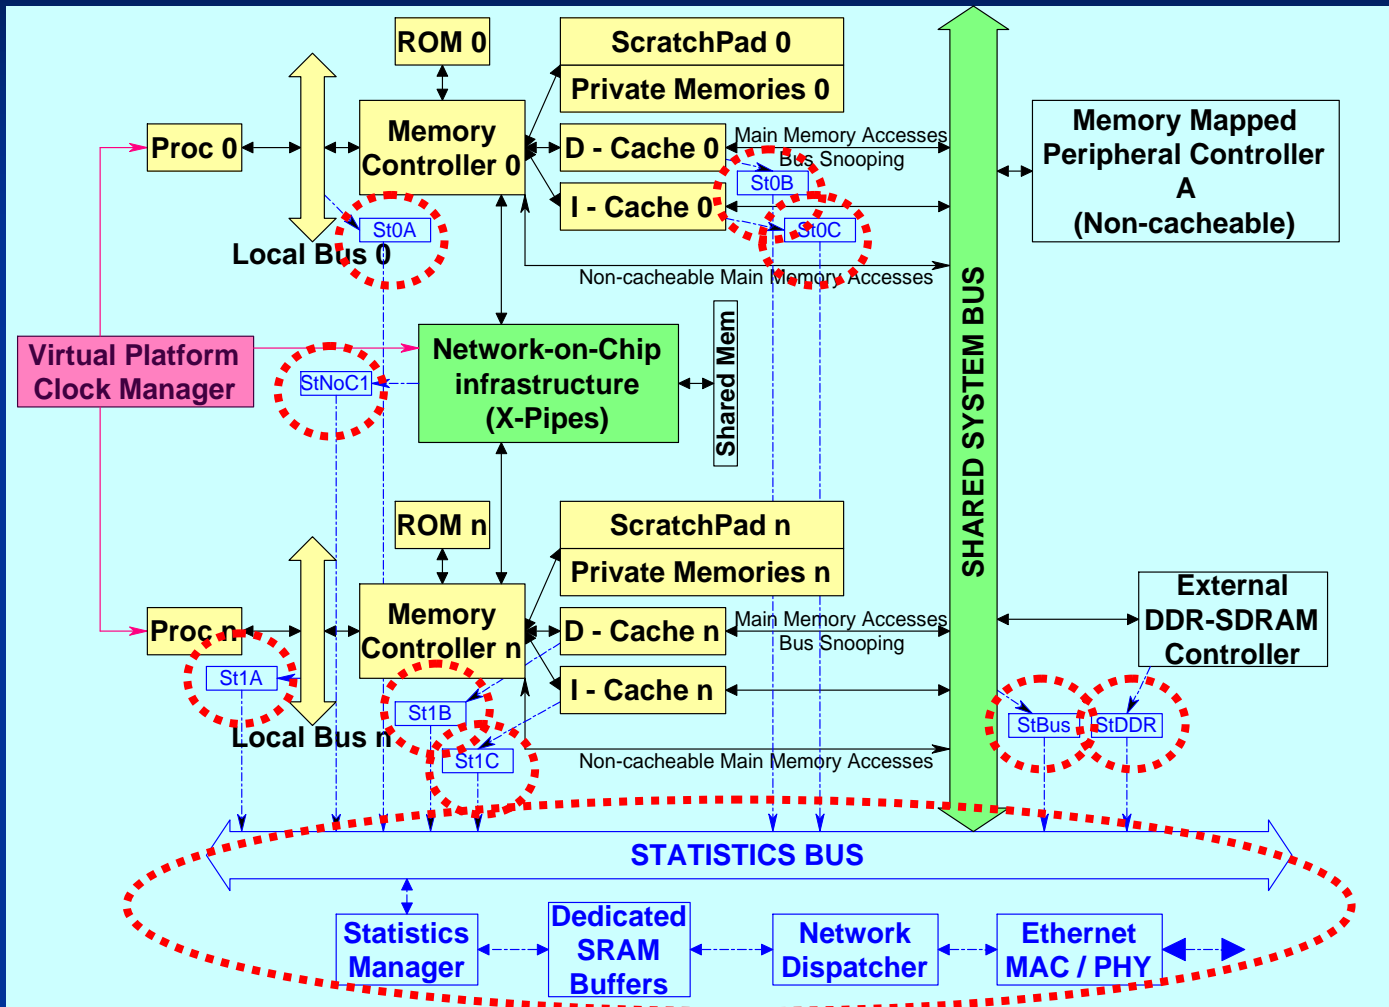 ROM 0
ScratchPad 0
Private Memories 0
Proc 0
Memory
Controller 0
D - Cache 0
Main Memory Accesses
Bus Snooping
I - Cache 0
St0A
St0B
St0C
Local Bus 0
Non-cacheable Main Memory Accesses
Memory Mapped
Peripheral Controller
A
(Non-cacheable)
SHARED SYSTEM BUS
Virtual Platform
Clock Manager
StNoC1
Network-on-Chip
infrastructure
(X-Pipes)
Shared Mem
ROM n
ScratchPad n
Private Memories n
Proc n
Memory
Controller n
D - Cache n
Main Memory Accesses
Bus Snooping
I - Cache n
St1A
St1B
St1C
Local Bus n
Non-cacheable Main Memory Accesses
External
DDR-SDRAM
Controller
StBus
StDDR
STATISTICS BUS
Statistics
Manager
Dedicated
SRAM
Buffers
Network
Dispatcher
Ethernet
MAC / PHY